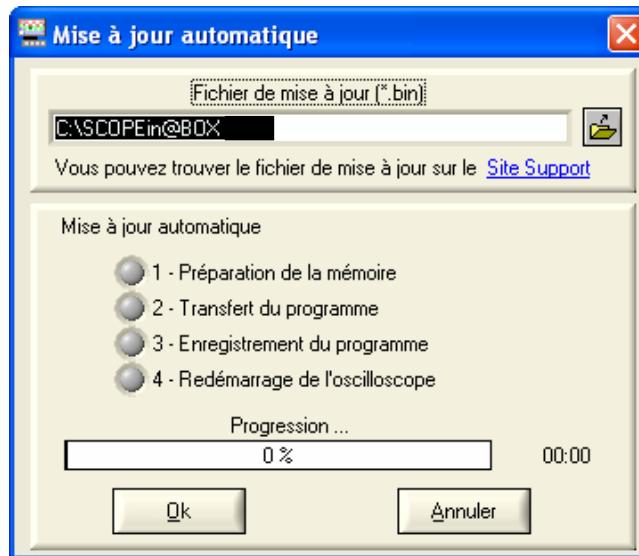 Mise à jour automatique
Fichier de mise à jour (*.bin)
C:\SCOPEin@BOX
Vous pouvez trouver le fichier de mise à jour sur le Site Support
Mise à jour automatique
1 - Préparation de la mémoire
2 - Transfert du programme
3 - Enregistrement du programme
4 - Redémarrage de l'oscilloscope
Progression ...
0 % 00:00
Ok Annuler